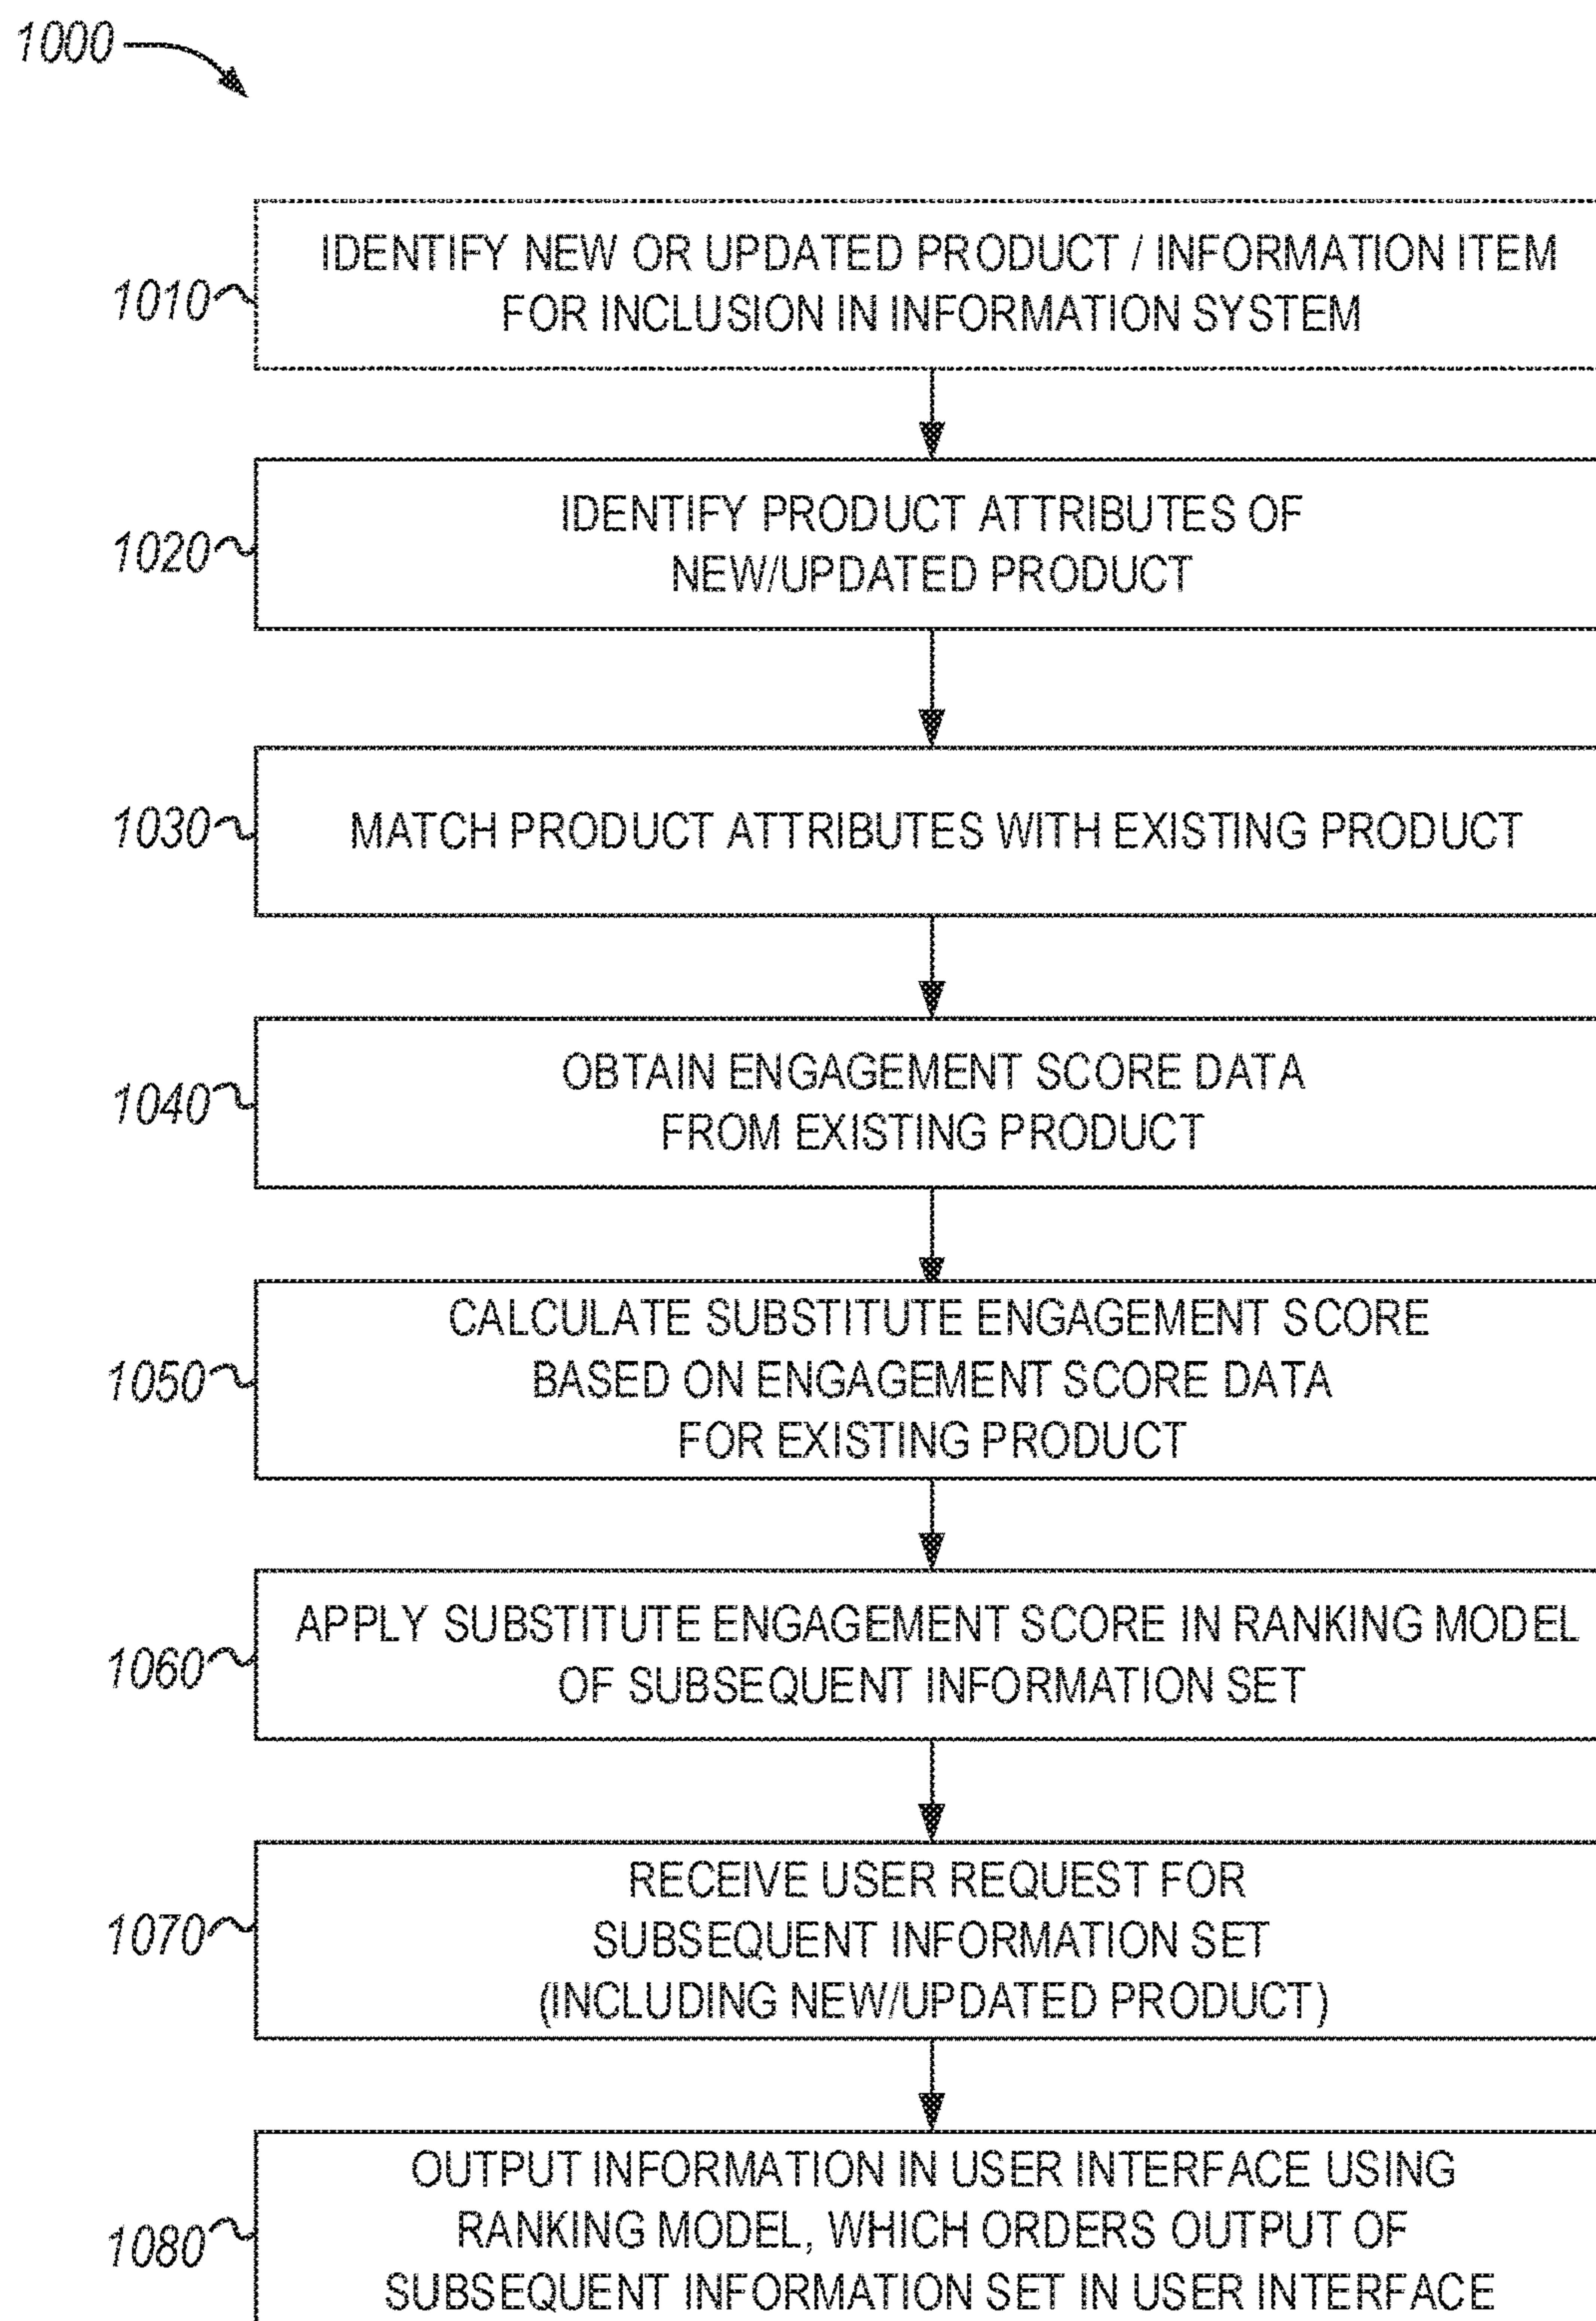 1000
1010
IDENTIFY NEW OR UPDATED PRODUCT / INFORMATION ITEM
FOR INCLUSION IN INFORMATION SYSTEM
1020
IDENTIFY PRODUCT ATTRIBUTES OF
NEW/UPDATED PRODUCT
1030
MATCH PRODUCT ATTRIBUTES WITH EXISTING PRODUCT
1040
OBTAIN ENGAGEMENT SCORE DATA
FROM EXISTING PRODUCT
1050
CALCULATE SUBSTITUTE ENGAGEMENT SCORE
BASED ON ENGAGEMENT SCORE DATA
FOR EXISTING PRODUCT
1060
APPLY SUBSTITUTE ENGAGEMENT SCORE IN RANKING MODEL
OF SUBSEQUENT INFORMATION SET
1070
RECEIVE USER REQUEST FOR
SUBSEQUENT INFORMATION SET
(INCLUDING NEW/UPDATED PRODUCT)
1080
OUTPUT INFORMATION IN USER INTERFACE USING
RANKING MODEL, WHICH ORDERS OUTPUT OF
SUBSEQUENT INFORMATION SET IN USER INTERFACE